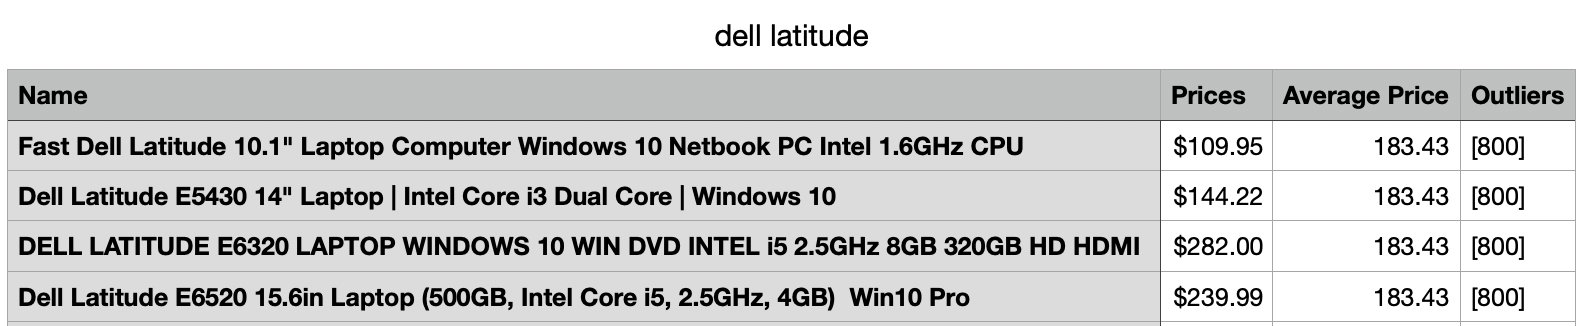 dell latitude
Name Prices Average Price Outliers
Fast Dell Latitude 10.1" Laptop Computer Windows 10 Netbook PC Intel 1.6GHz CPU $109.95 183.43 [800]
Dell Latitude E5430 14" Laptop | Intel Core i3 Dual Core | Windows 10 $144.22 183.43 [800]
DELL LATITUDE E6320 LAPTOP WINDOWS 10 WIN DVD INTEL i5 2.5GHz 8GB 320GB HD HDMI $282.00 183.43 [800]
Dell Latitude E6520 15.6in Laptop (500GB, Intel Core i5, 2.5GHz, 4GB)  Win10 Pro $239.99 183.43 [800]